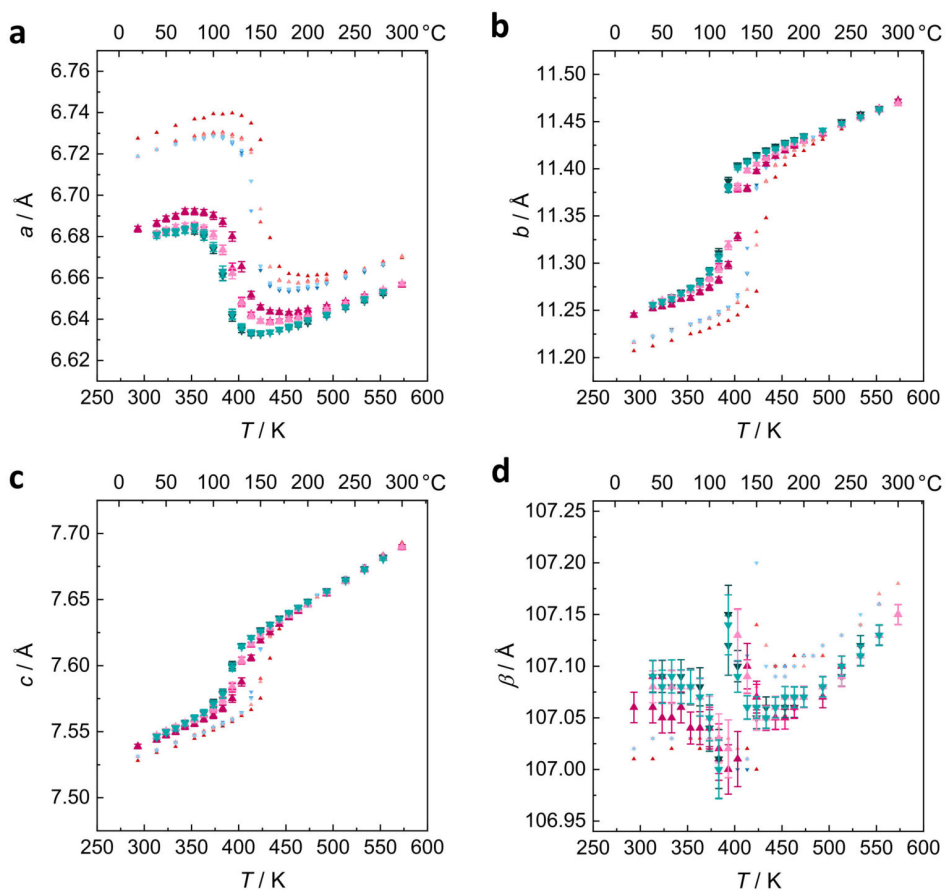 a
0 50 100 150 200 250 300 °C
6.76
6.74
6.72
6.70
6.68
6.66
6.64
6.62
a / Å
250 300 350 400 450 500 550 600
T / K
b
0 50 100 150 200 250 300 °C
11.50
11.45
11.40
11.35
11.30
11.25
11.20
b / Å
250 300 350 400 450 500 550 600
T / K
c
0 50 100 150 200 250 300 °C
7.70
7.65
7.60
7.55
7.50
c / Å
250 300 350 400 450 500 550 600
T / K
d
0 50 100 150 200 250 300 °C
107.25
107.20
107.15
107.10
107.05
107.00
106.95
β / Å
250 300 350 400 450 500 550 600
T / K